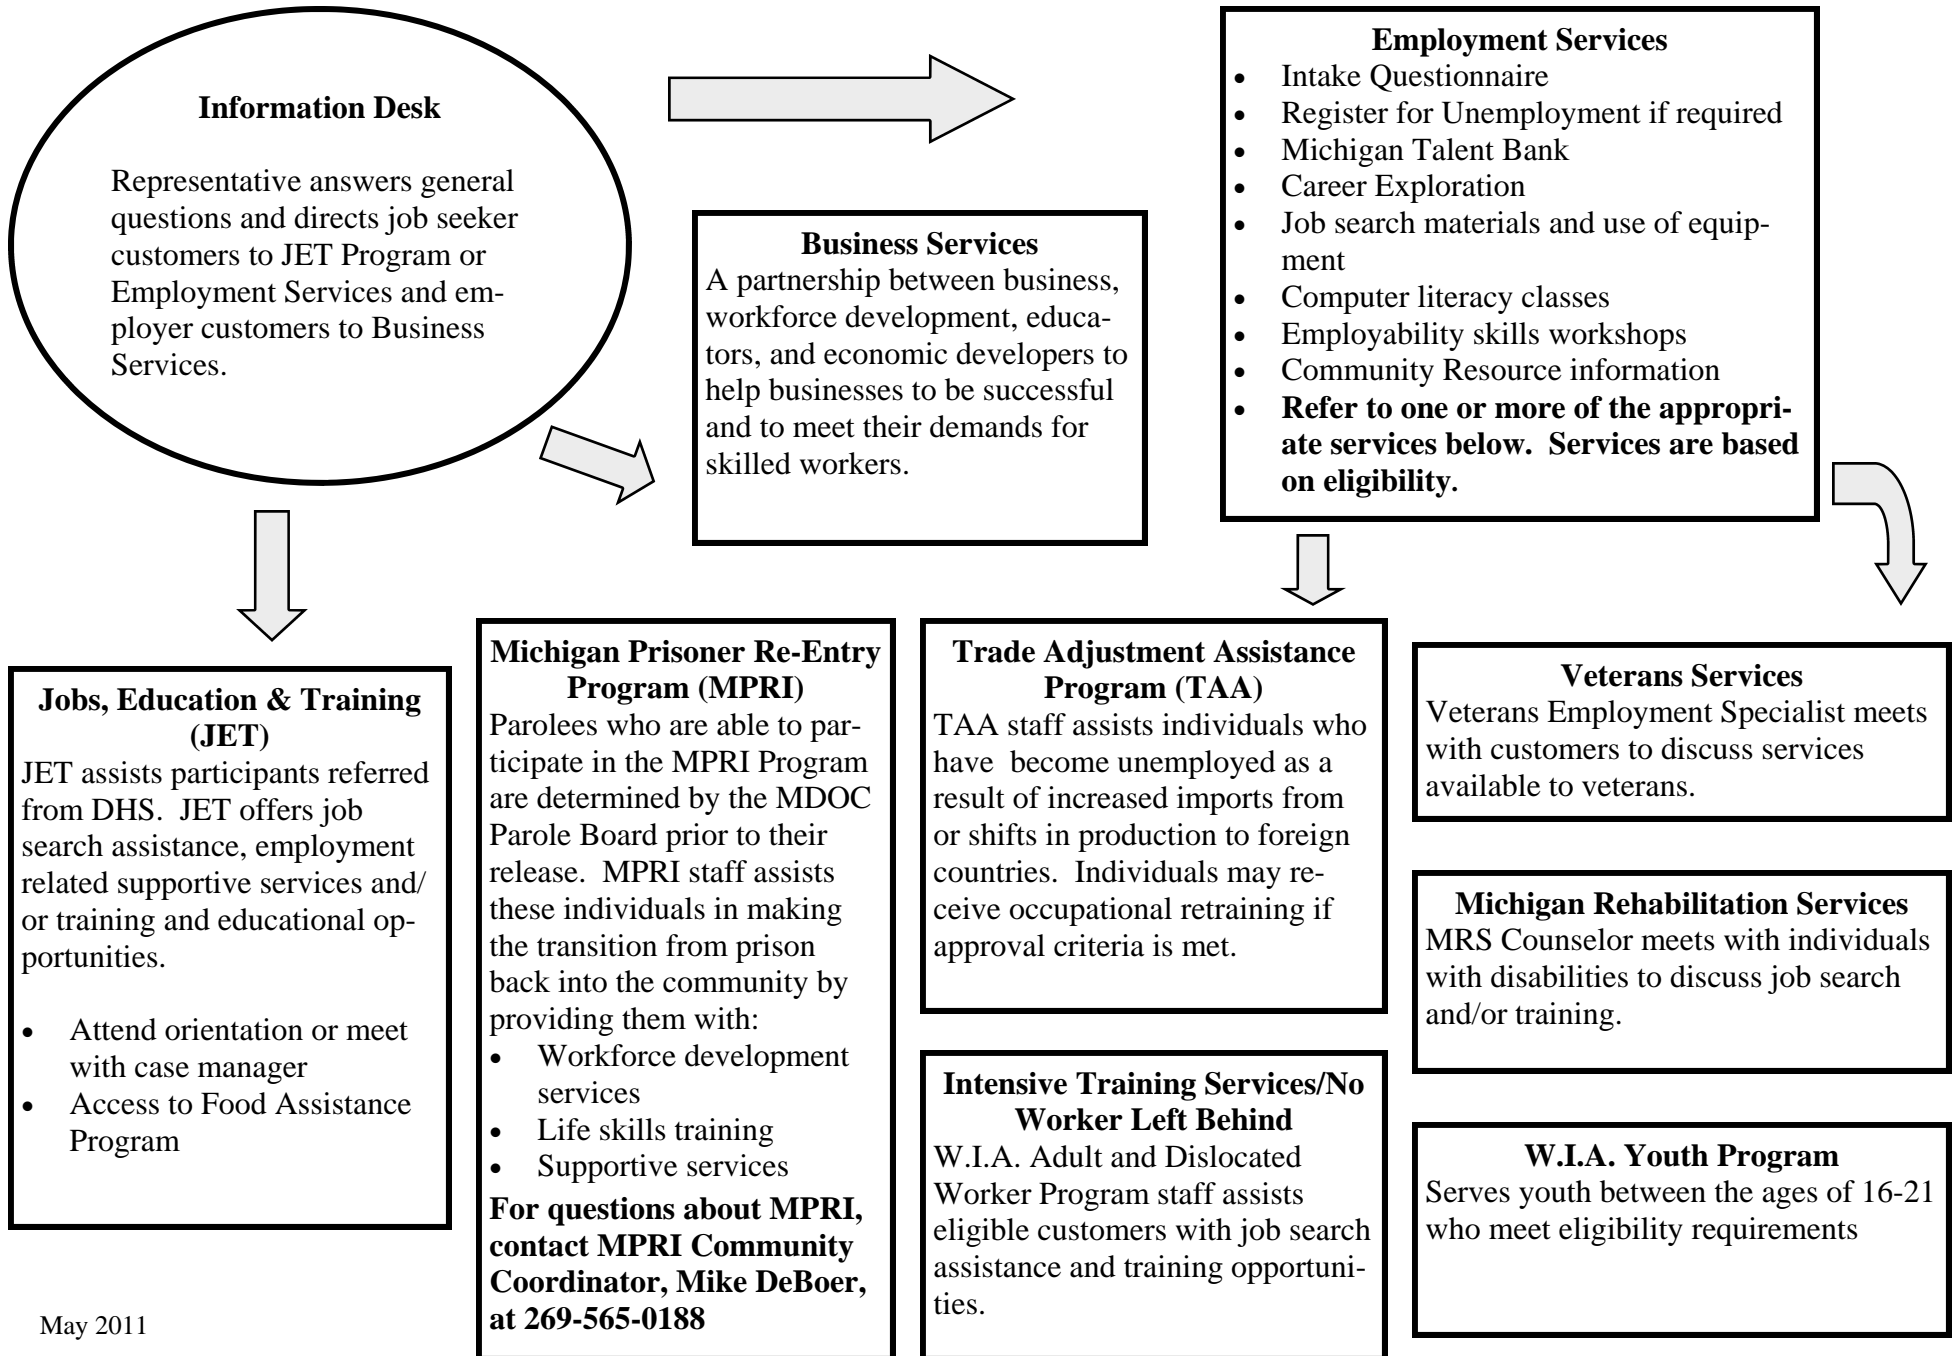 Information Desk
Representative answers general
questions and directs job seeker
customers to JET Program or
Employment Services and em-
ployer customers to Business
Services.
Business Services
A partnership between business,
workforce development, educa-
tors, and economic developers to
help businesses to be successful
and to meet their demands for
skilled workers.
Employment Services
• Intake Questionnaire
• Register for Unemployment if required
• Michigan Talent Bank
• Career Exploration
• Job search materials and use of equip-
ment
• Computer literacy classes
• Employability skills workshops
• Community Resource information
• Refer to one or more of the appropri-
ate services below.  Services are based
on eligibility.
Jobs, Education & Training
(JET)
JET assists participants referred
from DHS.  JET offers job
search assistance, employment
related supportive services and/
or training and educational op-
portunities.
• Attend orientation or meet
with case manager
• Access to Food Assistance
Program
Michigan Prisoner Re-Entry
Program (MPRI)
Parolees who are able to par-
ticipate in the MPRI Program
are determined by the MDOC
Parole Board prior to their
release.  MPRI staff assists
these individuals in making
the transition from prison
back into the community by
providing them with:
• Workforce development
services
• Life skills training
• Supportive services
For questions about MPRI,
contact MPRI Community
Coordinator, Mike DeBoer,
at 269-565-0188
Trade Adjustment Assistance
Program (TAA)
TAA staff assists individuals who
have  become unemployed as a
result of increased imports from
or shifts in production to foreign
countries.  Individuals may re-
ceive occupational retraining if
approval criteria is met.
Intensive Training Services/No
Worker Left Behind
W.I.A. Adult and Dislocated
Worker Program staff assists
eligible customers with job search
assistance and training opportuni-
ties.
Veterans Services
Veterans Employment Specialist meets
with customers to discuss services
available to veterans.
Michigan Rehabilitation Services
MRS Counselor meets with individuals
with disabilities to discuss job search
and/or training.
W.I.A. Youth Program
Serves youth between the ages of 16-21
who meet eligibility requirements
May 2011